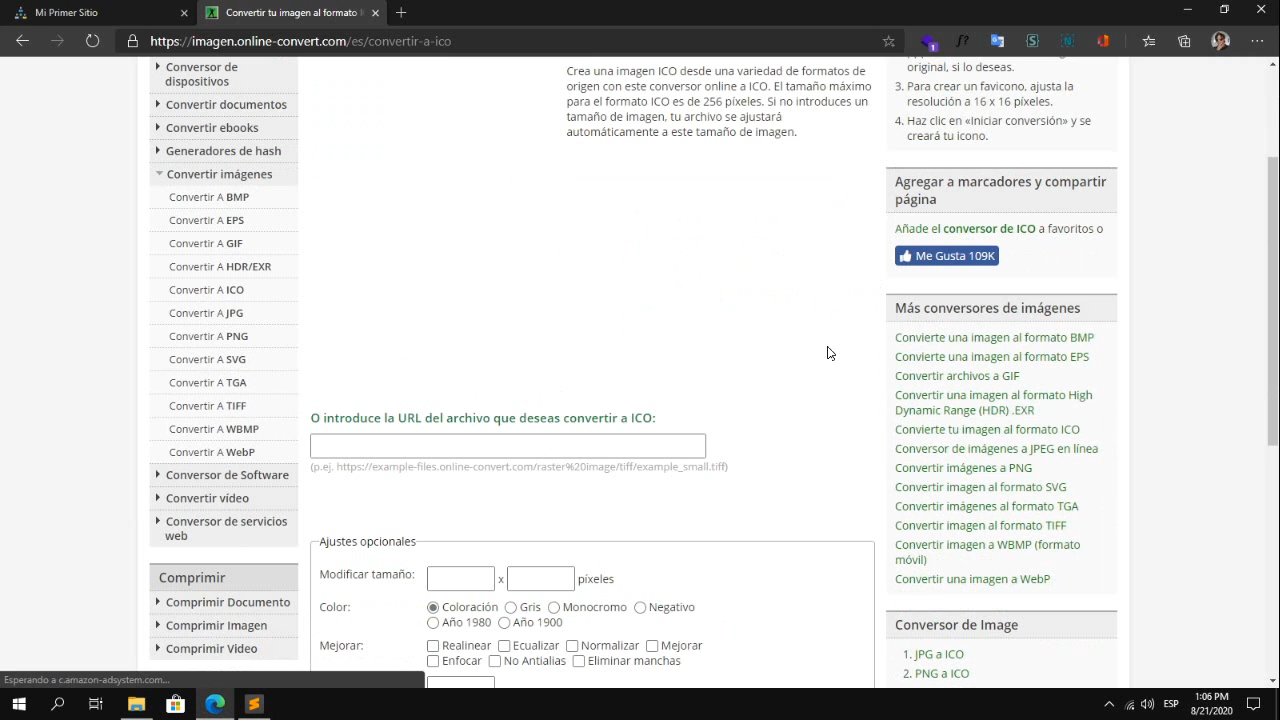 Mi Primer Sitio
Convertir tu imagen al formato
https://imagen.online-convert.com/es/convertir-a-ico
1
Conversor de
dispositivos
Convertir documentos
Convertir ebooks
Generadores de hash
Convertir imágenes
Convertir A BMP
Convertir A EPS
Convertir A GIF
Convertir A HDR/EXR
Convertir A ICO
Convertir A JPG
Convertir A PNG
Convertir A SVG
Convertir A TGA
Convertir A TIFF
Convertir A WBMP
Convertir A WebP
Conversor de Software
Convertir vídeo
Conversor de servicios
web
Comprimir
Comprimir Documento
Comprimir Imagen
Comprimir Video
Crea una imagen ICO desde una variedad de formatos de
origen con este conversor online a ICO. El tamaño máximo
para el formato ICO es de 256 píxeles. Si no introduces un
tamaño de imagen, tu archivo se ajustará
automáticamente a este tamaño de imagen.
O introduce la URL del archivo que deseas convertir a ICO:
(p.ej. https://example-files.online-convert.com/raster%20image/tiff/example_small.tiff)
Ajustes opcionales
Modificar tamaño: x píxeles
Color: Coloración Gris Monocromo Negativo
Año 1980 Año 1900
Mejorar: Realinear Ecualizar Normalizar Mejorar
Enfocar No Antialias Eliminar manchas
original, si lo deseas.
3. Para crear un favicono, ajusta la
resolución a 16 x 16 píxeles.
4. Haz clic en «Iniciar conversión» y se
creará tu icono.
Agregar a marcadores y compartir
página
Añade el conversor de ICO a favoritos o
Me Gusta 109K
Más conversores de imágenes
Convierte una imagen al formato BMP
Convierte una imagen al formato EPS
Convertir archivos a GIF
Convertir una imagen al formato High
Dynamic Range (HDR) .EXR
Convierte tu imagen al formato ICO
Conversor de imágenes a JPEG en línea
Convertir imágenes a PNG
Convertir imagen al formato SVG
Convertir imágenes al formato TGA
Convertir imagen al formato TIFF
Convertir imagen a WBMP (formato
móvil)
Convertir una imagen a WebP
Conversor de Image
1. JPG a ICO
2. PNG a ICO
Esperando a c.amazon-adsystem.com...
ESP
1:06 PM
8/21/2020